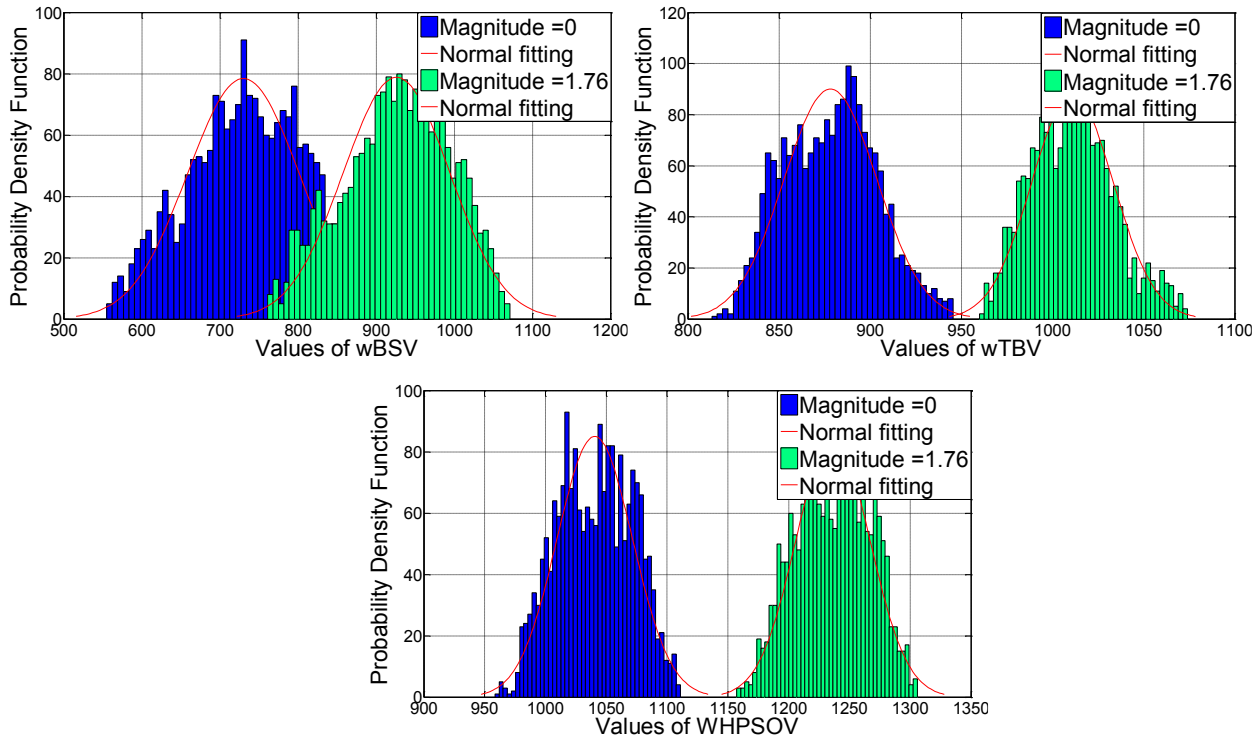 Probability Density Function
100
80
60
40
20
0
500 600 700 800 900 1000 1100 1200
Values of wBSV
Magnitude =0
Normal fitting
Magnitude =1.76
Normal fitting
Probability Density Function
120
100
80
60
40
20
0
800 850 900 950 1000 1050 1100
Values of wTBV
Magnitude =0
Normal fitting
Magnitude =1.76
Normal fitting
Probability Density Function
100
80
60
40
20
0
900 950 1000 1050 1100 1150 1200 1250 1300 1350
Values of WHPSOV
Magnitude =0
Normal fitting
Magnitude =1.76
Normal fitting